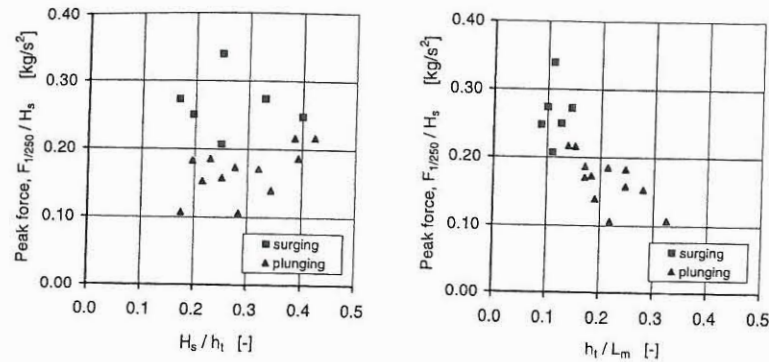 0.40
0.30
0.20
0.10
0.00
Peak force, F1/250 / Hs [kg/s²]
surging
plunging
0.0 0.1 0.2 0.3 0.4 0.5
Hs / ht [-]
0.40
0.30
0.20
0.10
0.00
Peak force, F1/250 / Hs [kg/s²]
surging
plunging
0.0 0.1 0.2 0.3 0.4 0.5
ht / Lm [-]